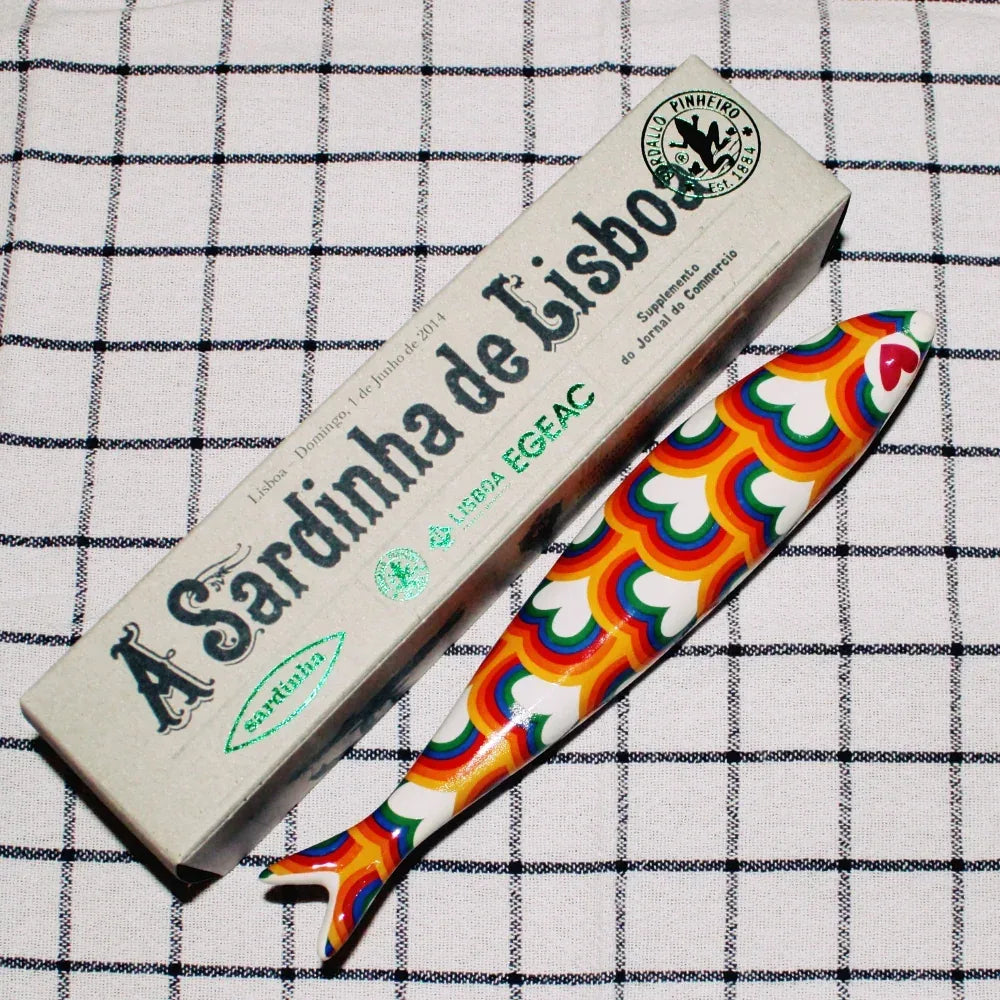 BORDALLO PINHEIRO
® Est. 1884
Lisboa Domingo, 1 de Junho de 2014
A Sardinha de Lisboa
Supplemento
do Jornal do Commercio
sardinha
LISBOA
EGEAC